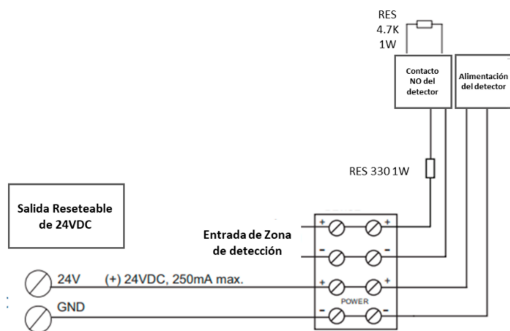 RES
4.7K
1W
Contacto
NO del
detector
Alimentación
del detector
RES 330 1W
Salida Reseteable
de 24VDC
Entrada de Zona
de detección
+ +
- -
24V (+) 24VDC, 250mA max.
+ +
POWER
: GND
- -